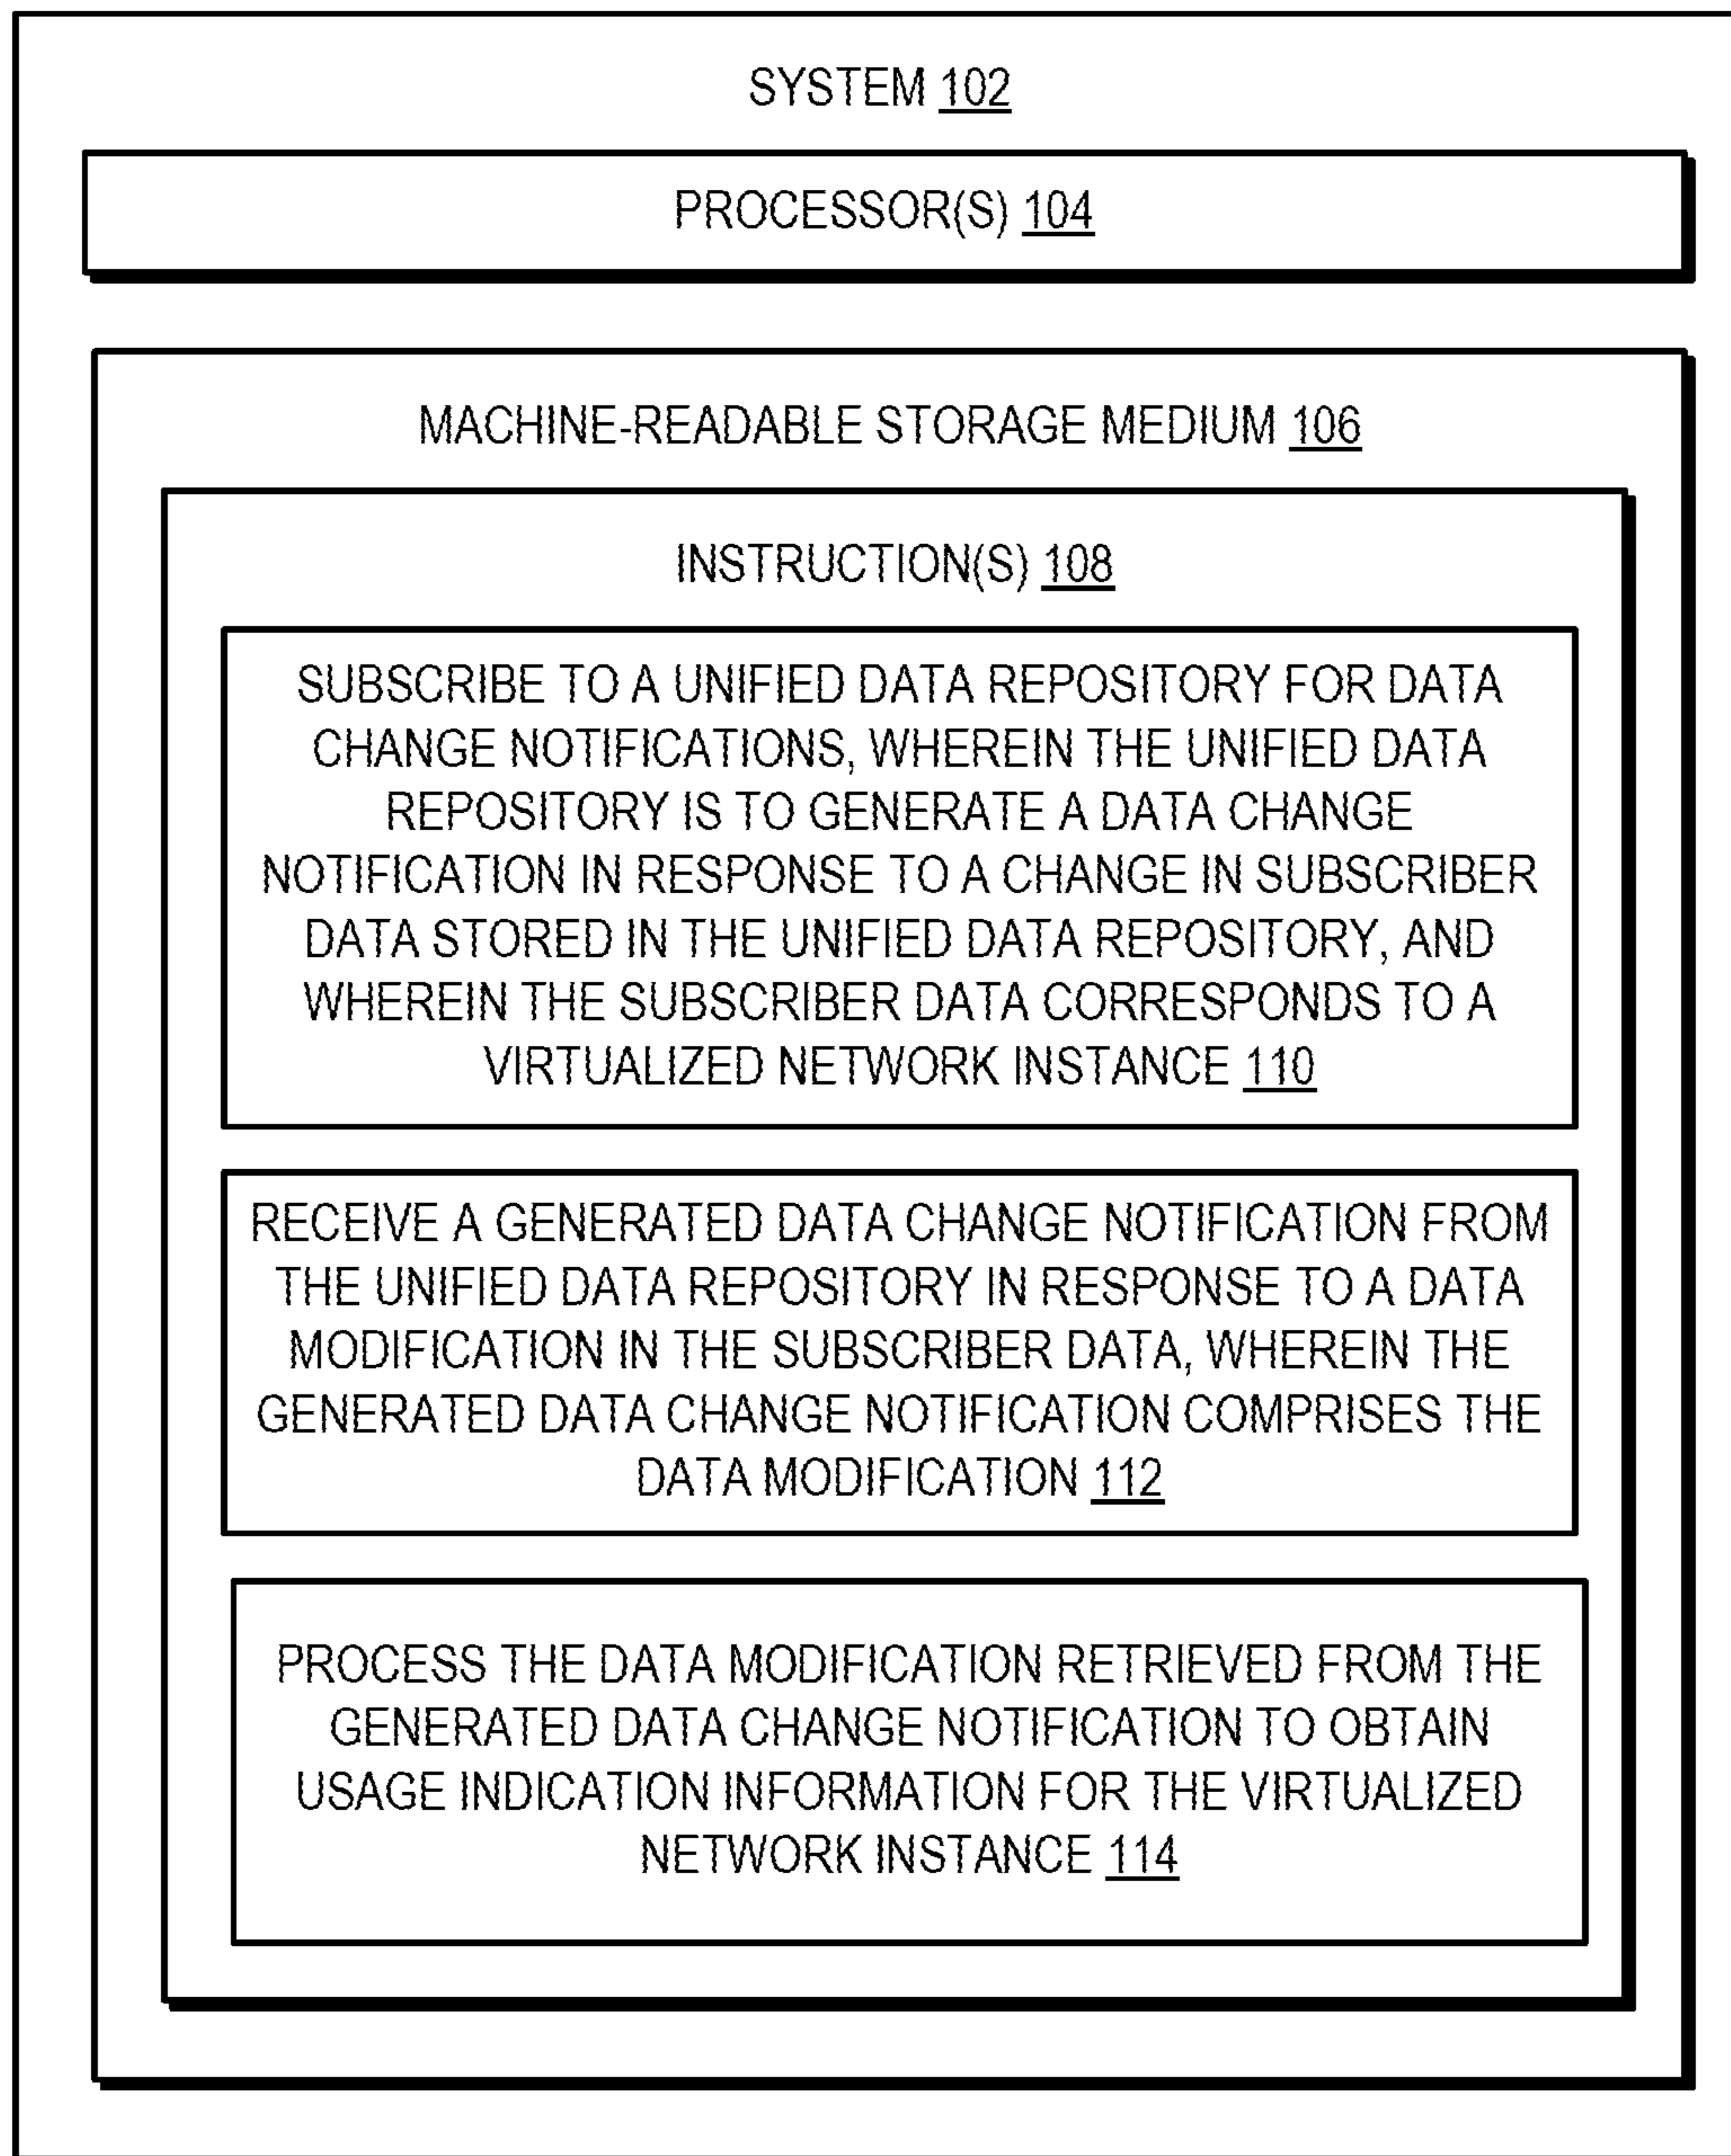 SYSTEM 102
PROCESSOR(S) 104
MACHINE-READABLE STORAGE MEDIUM 106
INSTRUCTION(S) 108
SUBSCRIBE TO A UNIFIED DATA REPOSITORY FOR DATA
CHANGE NOTIFICATIONS, WHEREIN THE UNIFIED DATA
REPOSITORY IS TO GENERATE A DATA CHANGE
NOTIFICATION IN RESPONSE TO A CHANGE IN SUBSCRIBER
DATA STORED IN THE UNIFIED DATA REPOSITORY, AND
WHEREIN THE SUBSCRIBER DATA CORRESPONDS TO A
VIRTUALIZED NETWORK INSTANCE 110
RECEIVE A GENERATED DATA CHANGE NOTIFICATION FROM
THE UNIFIED DATA REPOSITORY IN RESPONSE TO A DATA
MODIFICATION IN THE SUBSCRIBER DATA, WHEREIN THE
GENERATED DATA CHANGE NOTIFICATION COMPRISES THE
DATA MODIFICATION 112
PROCESS THE DATA MODIFICATION RETRIEVED FROM THE
GENERATED DATA CHANGE NOTIFICATION TO OBTAIN
USAGE INDICATION INFORMATION FOR THE VIRTUALIZED
NETWORK INSTANCE 114